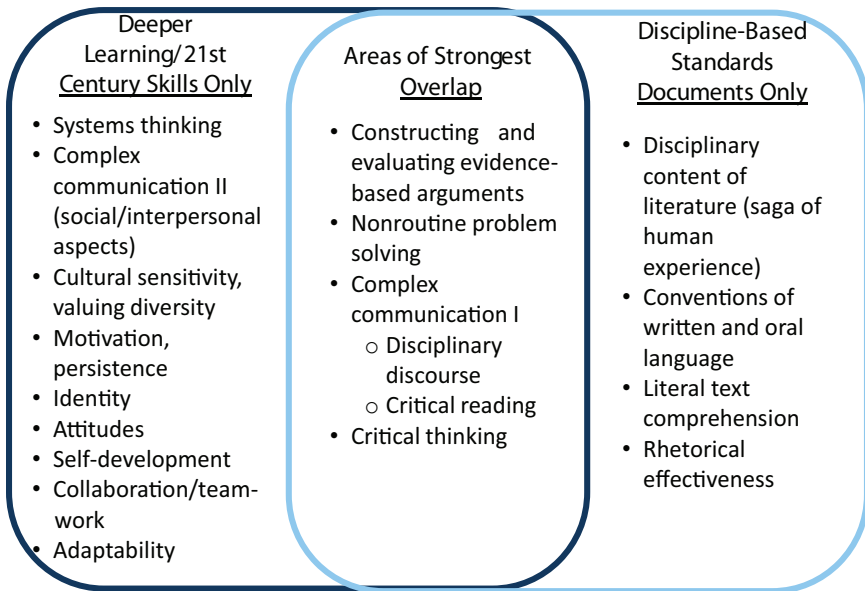 Deeper
Learning/21st
Century Skills Only
• Systems thinking
• Complex
communication II
(social/interpersonal
aspects)
• Cultural sensitivity,
valuing diversity
• Motivation,
persistence
• Identity
• Attitudes
• Self-development
• Collaboration/team-
work
• Adaptability
Areas of Strongest
Overlap
• Constructing and
evaluating evidence-
based arguments
• Nonroutine problem
solving
• Complex
communication I
o Disciplinary
discourse
o Critical reading
• Critical thinking
Discipline-Based
Standards
Documents Only
• Disciplinary
content of
literature (saga of
human
experience)
• Conventions of
written and oral
language
• Literal text
comprehension
• Rhetorical
effectiveness